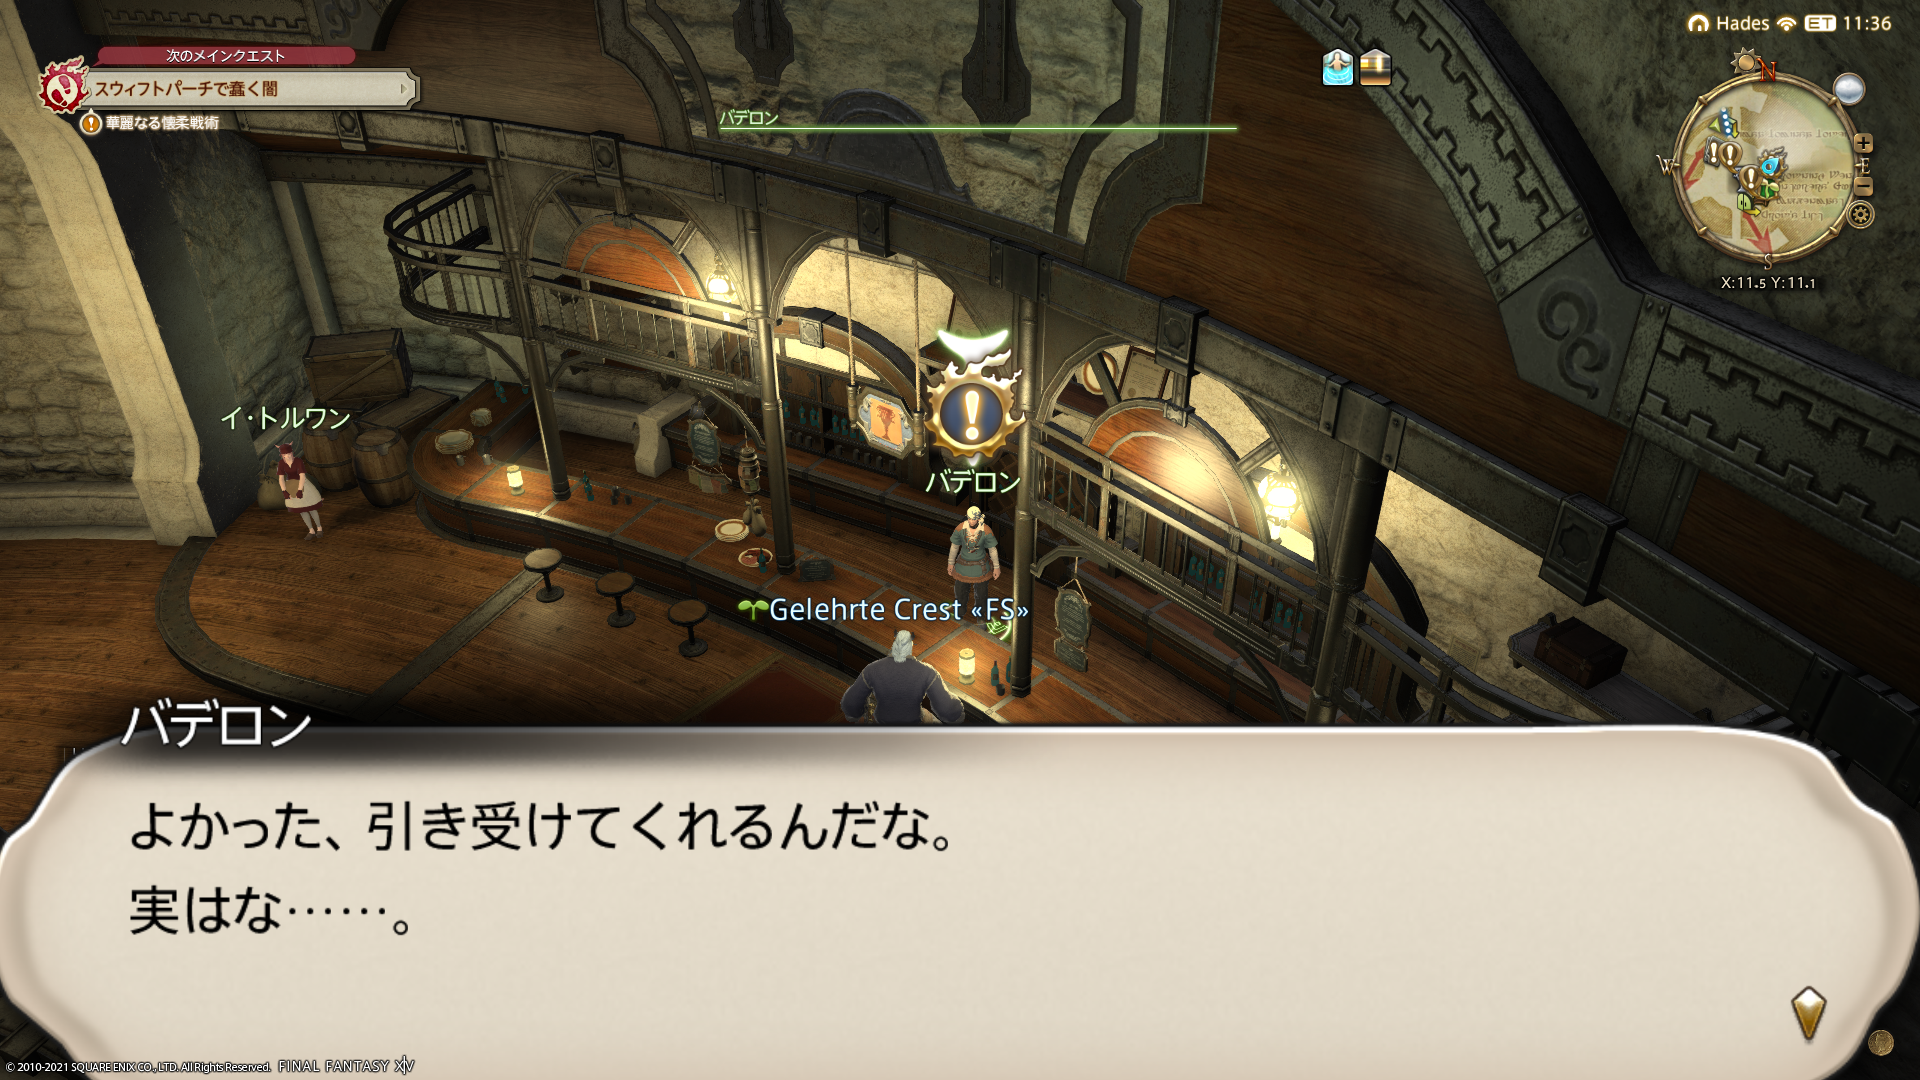 Hades ET 11:36
次のメインクエスト
スウィフトパーチで蠢く闇
華麗なる懐柔戦術
バデロン
N
W
E
S
X:11.5 Y:11.1
イ・トルワン
バデロン
Gelehrte Crest «FS»
バデロン
よかった、引き受けてくれるんだな。
実はな……。
© 2010-2021 SQUARE ENIX CO., LTD. All Rights Reserved. FINAL FANTASY XIV